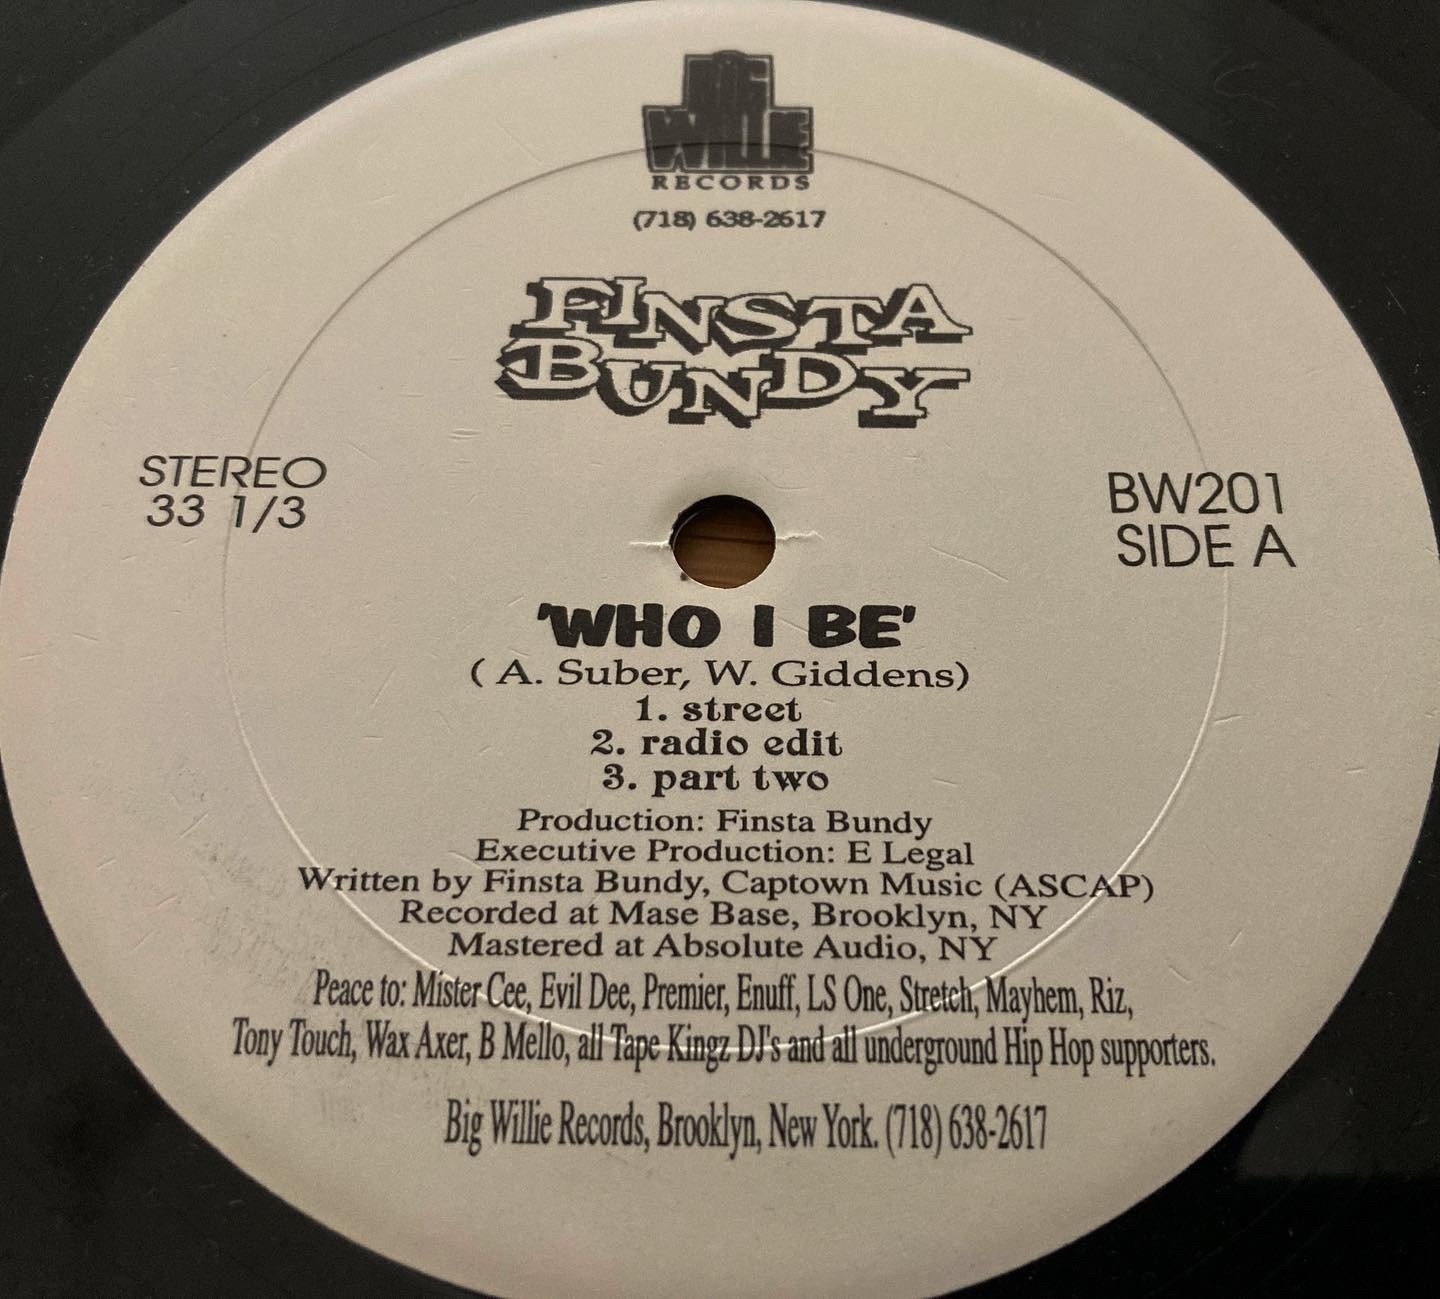 BIG
WILLIE
RECORDS
(718) 638-2617
FINSTA
BUNDY
STEREO
33 1/3
BW201
SIDE A
'WHO I BE'
( A. Suber, W. Giddens)
1. street
2. radio edit
3. part two
Production: Finsta Bundy
Executive Production: E Legal
Written by Finsta Bundy, Captown Music (ASCAP)
Recorded at Mase Base, Brooklyn, NY
Mastered at Absolute Audio, NY
Peace to: Mister Cee, Evil Dee, Premier, Enuff, LS One, Stretch, Mayhem, Riz,
Tony Touch, Wax Axer, B Mello, all Tape Kingz DJ's and all underground Hip Hop supporters.
Big Willie Records, Brooklyn, New York. (718) 638-2617